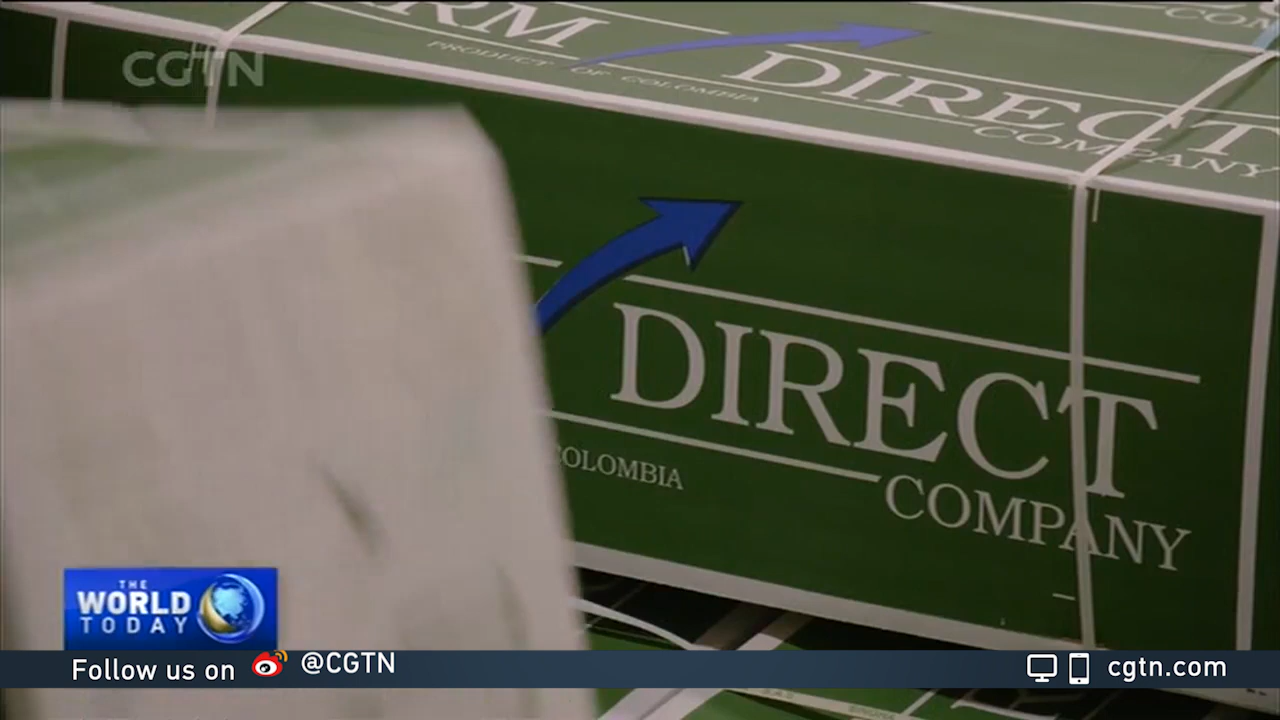 CGTN
PRODUCT OF COLOMBIA
DIRECT
COMPANY
DIRECT
COLOMBIA
COMPANY
THE
WORLD
TODAY
Follow us on @CGTN
cgtn.com